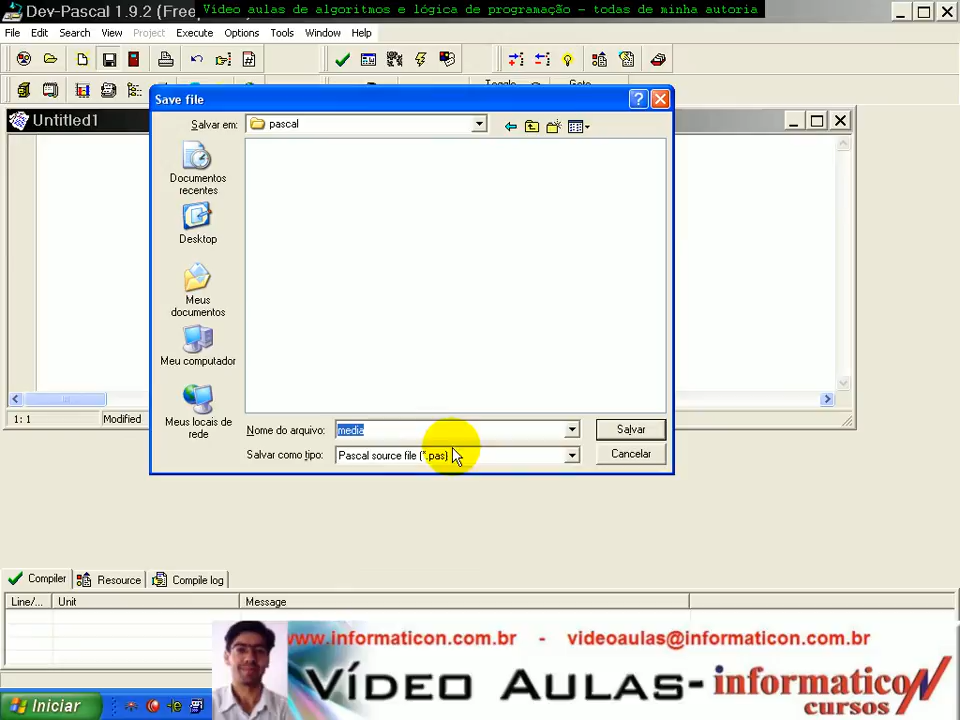 Dev-Pascal 1.9.2 (Free
Vídeo aulas de algoritmos e lógica de programação - todas de minha autoria
File Edit Search View Project Execute Options Tools Window Help
Untitled1
Save file
Salvar em: pascal
Documentos recentes
Desktop
Meus documentos
Meu computador
Meus locais de rede
Nome do arquivo: media Salvar
Salvar como tipo: Pascal source file (*.pas) Cancelar
1: 1 Modified
Compiler Resource Compile log
Line/... Unit Message
www.informaticon.com.br - videoaulas@informaticon.com.br
Vídeo Aulas- informaticon
cursos
Iniciar